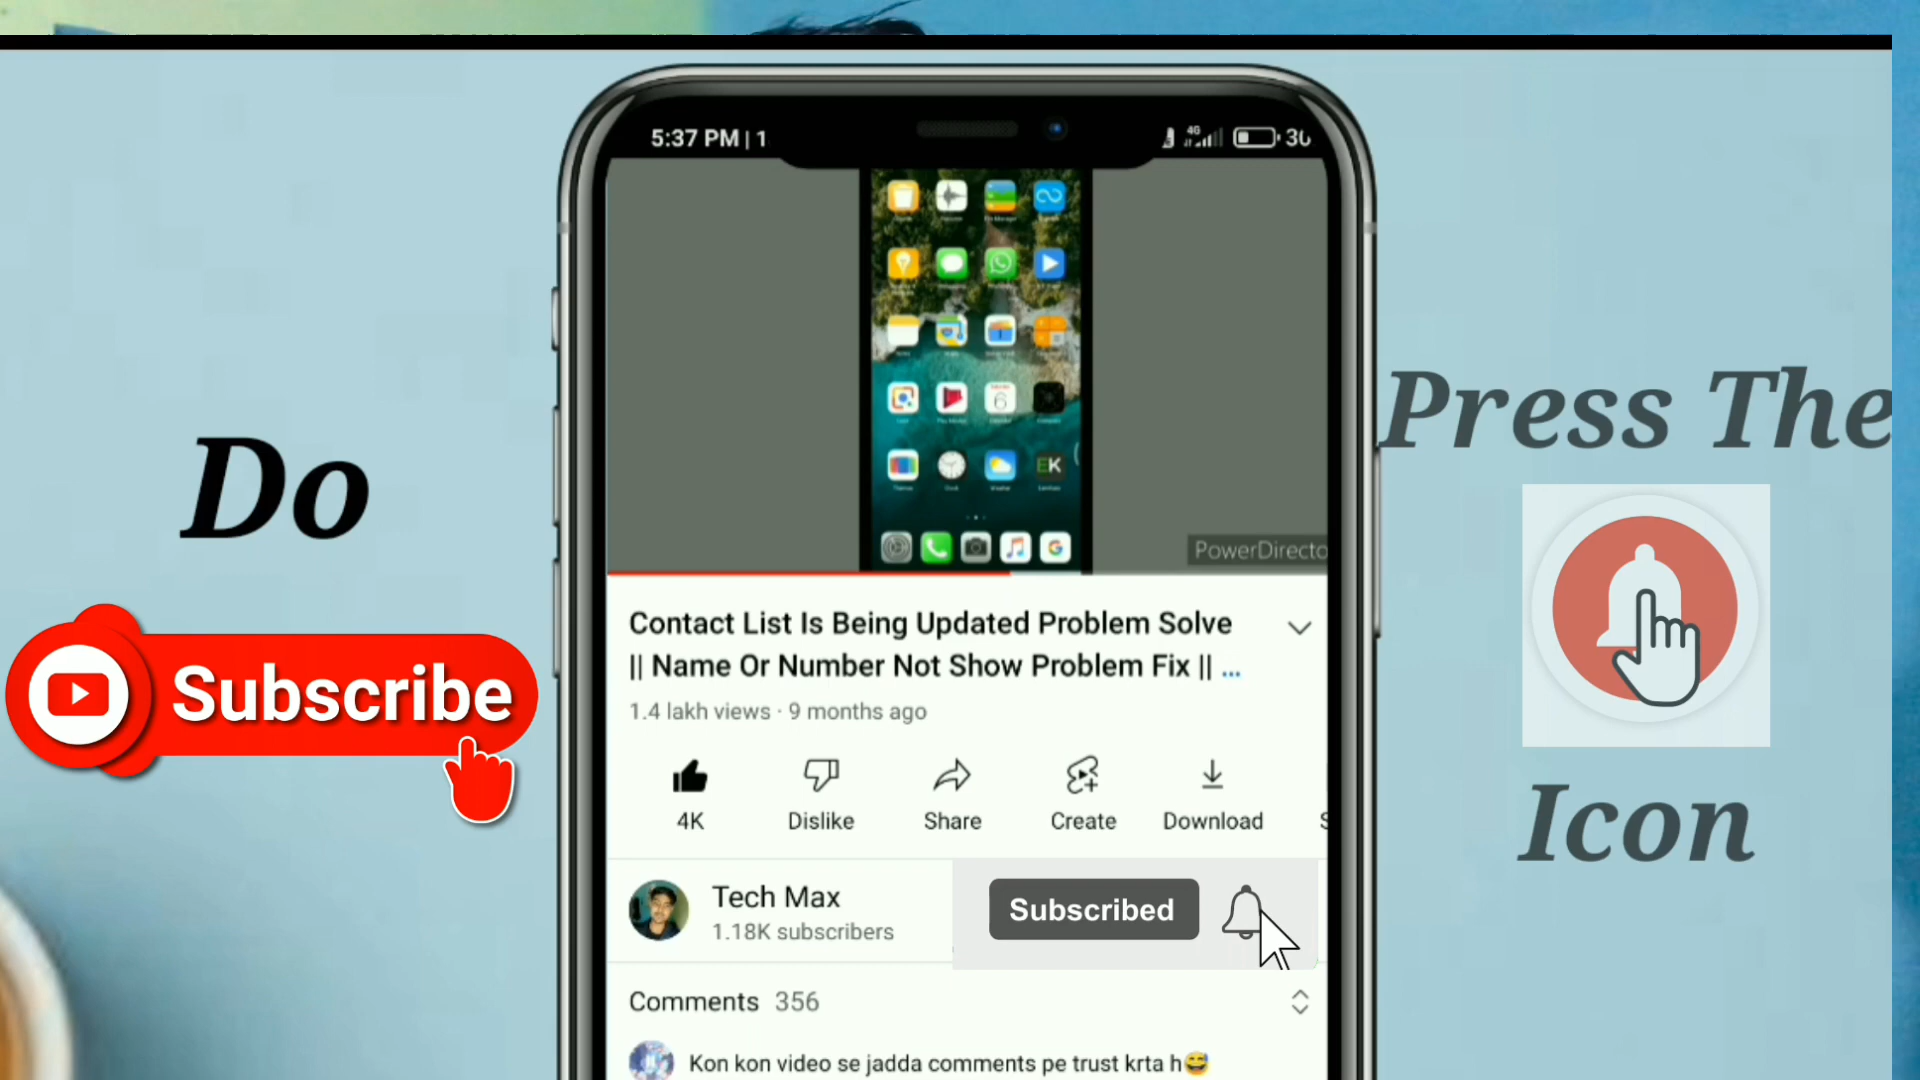 5:37 PM | 1
4G
30
EK
PowerDirecto
Contact List Is Being Updated Problem Solve
|| Name Or Number Not Show Problem Fix || ...
1.4 lakh views · 9 months ago
4K
Dislike
Share
Create
Download
Tech Max
1.18K subscribers
Subscribed
Comments 356
Kon kon video se jadda comments pe trust krta h😅
Do
Subscribe
Press The
Icon